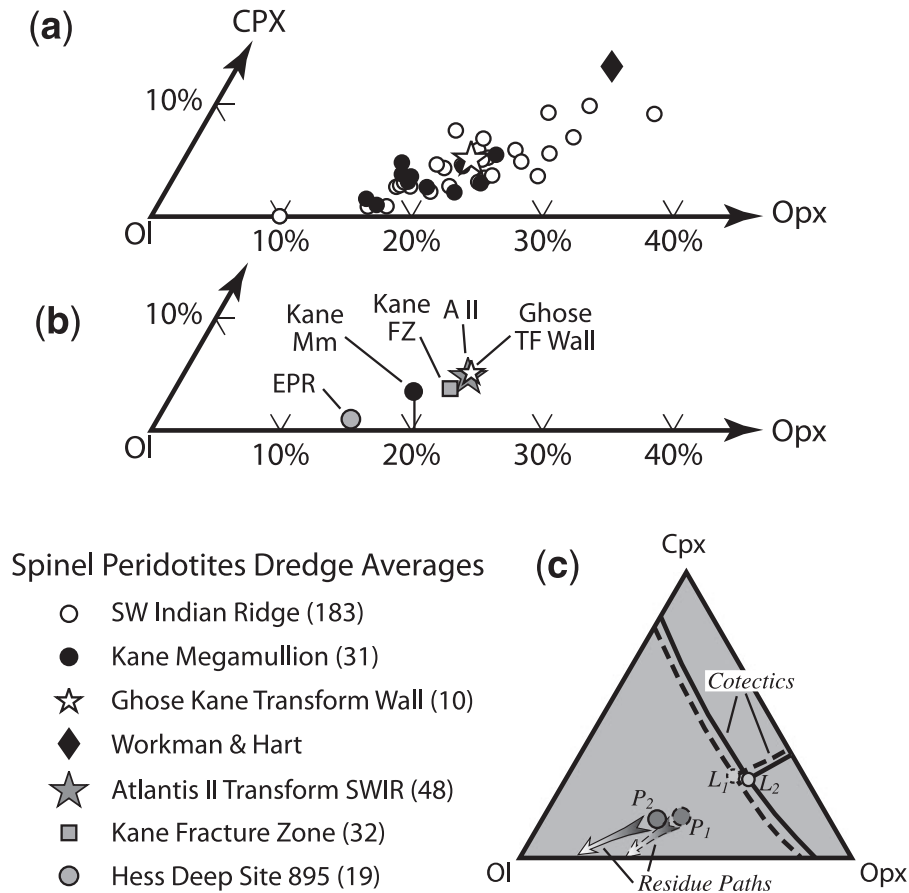 (a)
CPX
10%
Ol
Opx
10% 20% 30% 40%
(b)
10%
Kane Mm
Kane FZ
A II
Ghose TF Wall
EPR
Ol
Opx
10% 20% 30% 40%
Spinel Peridotites Dredge Averages
SW Indian Ridge (183)
Kane Megamullion (31)
Ghose Kane Transform Wall (10)
Workman & Hart
Atlantis II Transform SWIR (48)
Kane Fracture Zone (32)
Hess Deep Site 895 (19)
(c)
Cpx
Cotectics
L1 L2
P2
P1
Ol
Opx
Residue Paths